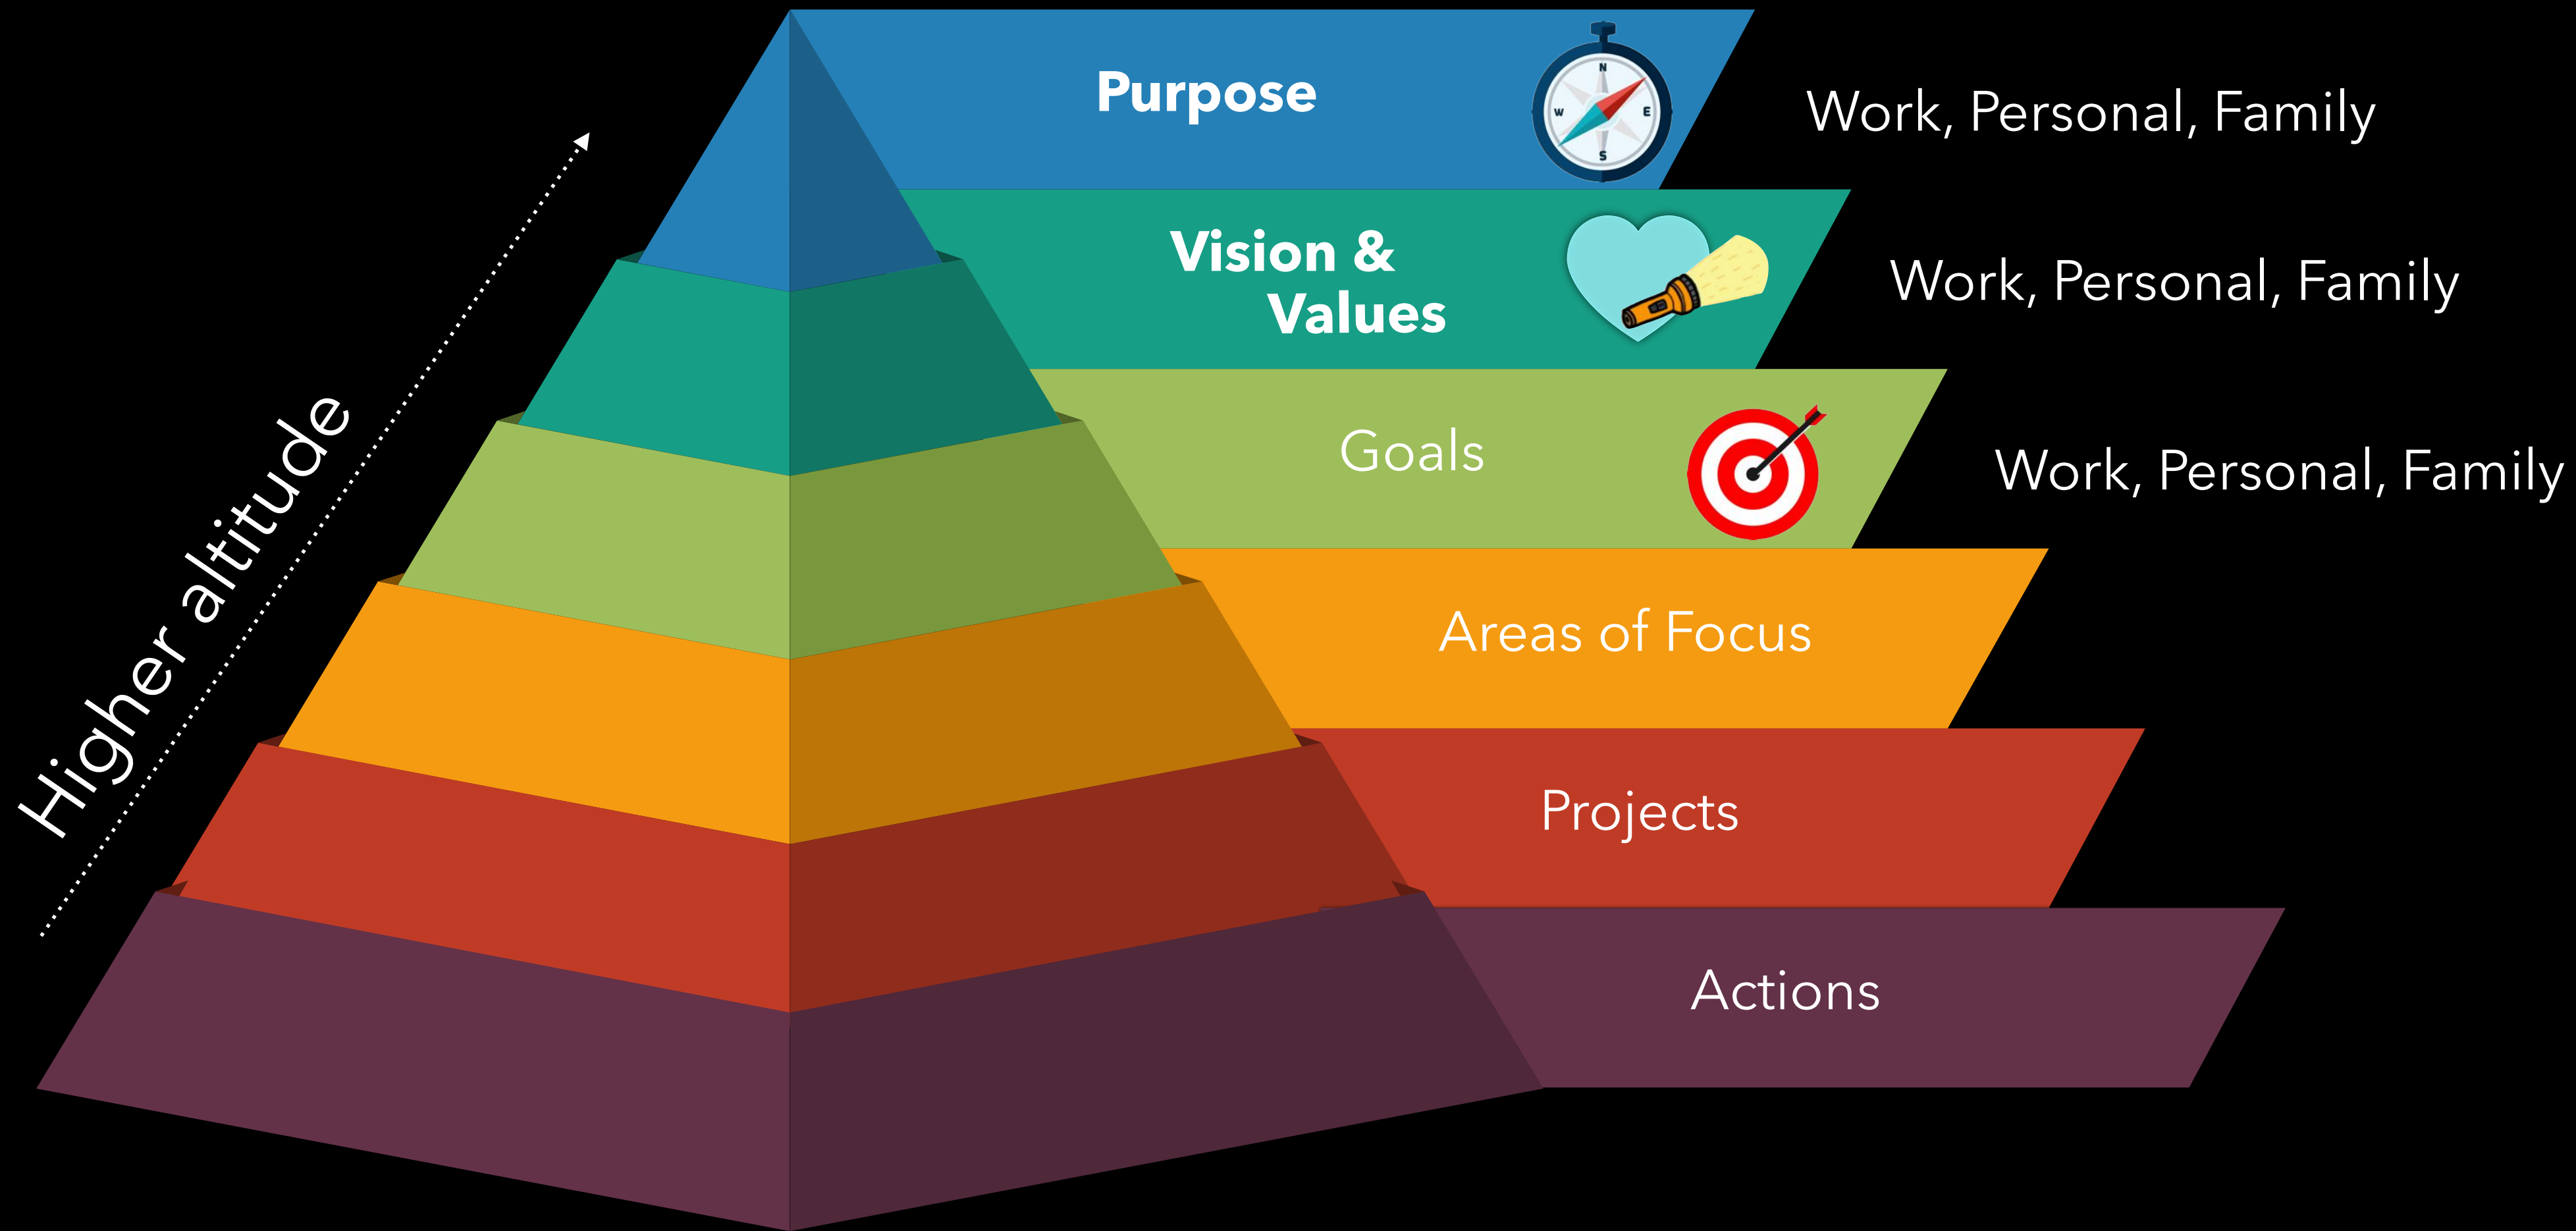 Purpose
Work, Personal, Family
N
W
E
S
Vision &
Values
Work, Personal, Family
Goals
Work, Personal, Family
Areas of Focus
Projects
Actions
Higher altitude